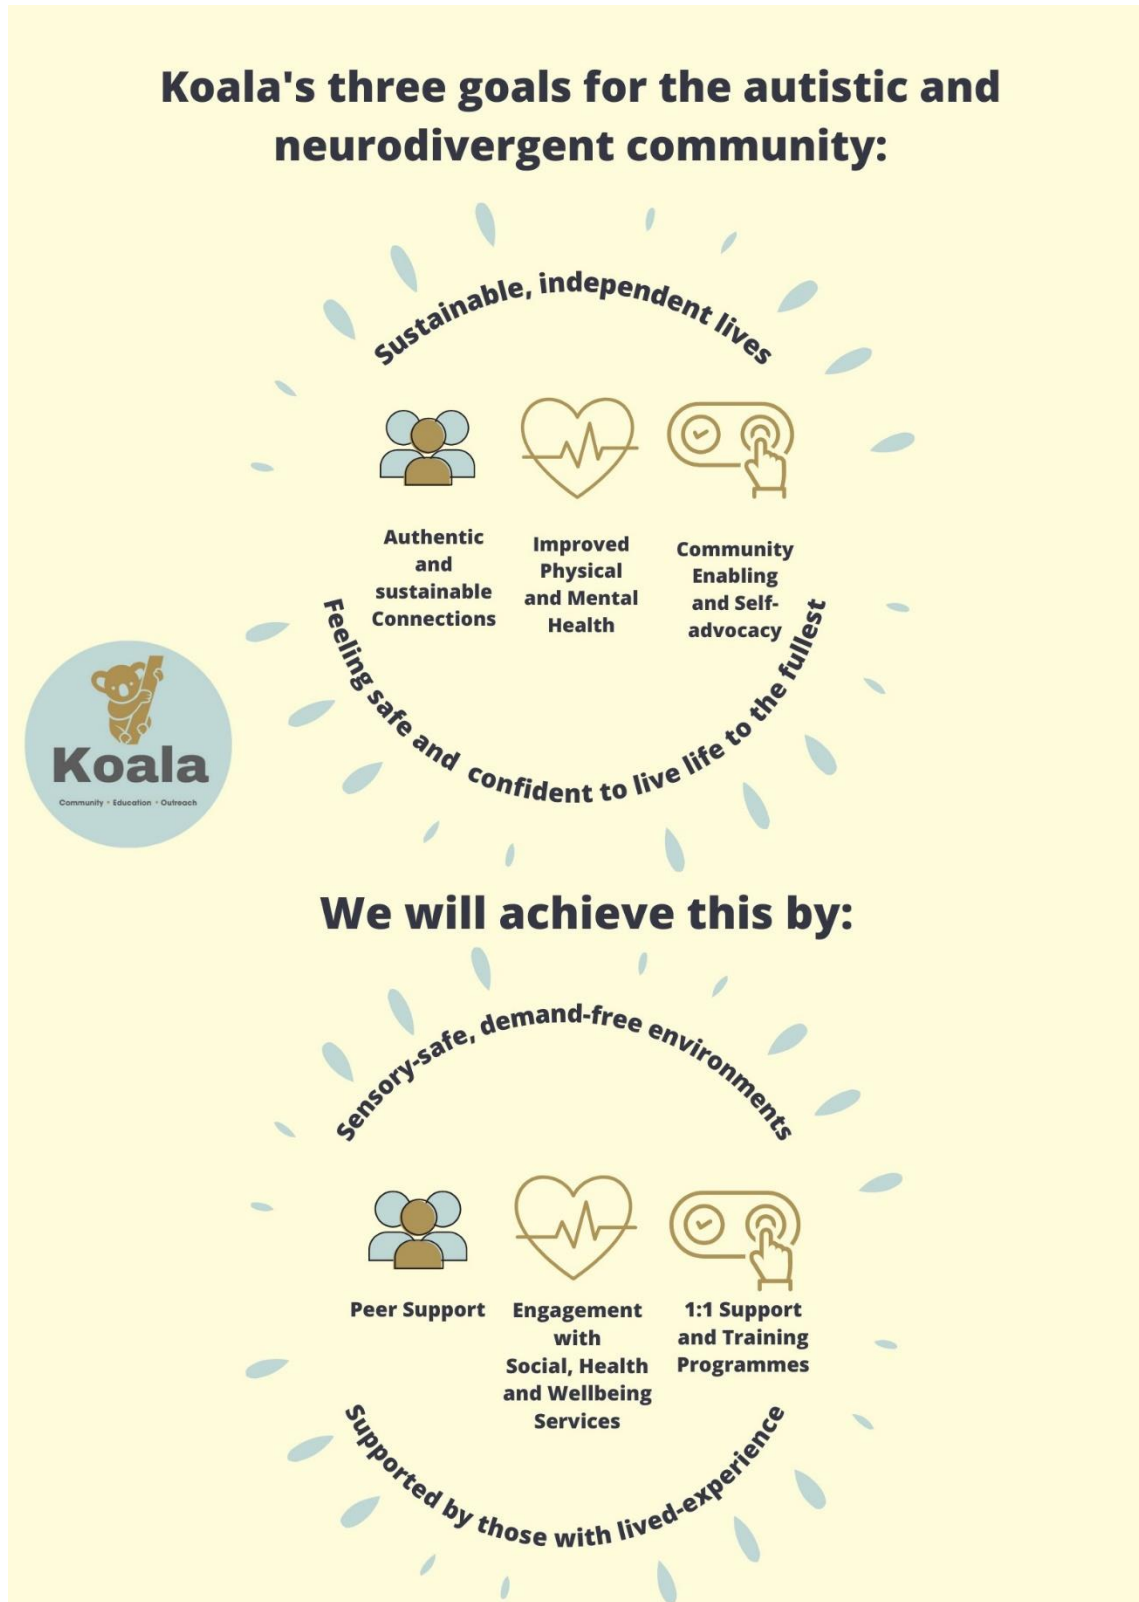 Koala's three goals for the autistic and
neurodivergent community:
Sustainable, independent lives
Authentic
and
sustainable
Connections
Improved
Physical
and Mental
Health
Community
Enabling
and Self-
advocacy
Feeling safe and confident to live life to the fullest
Koala
Community • Education • Outreach
We will achieve this by:
Sensory-safe, demand-free environments
Peer Support
Engagement
with
Social, Health
and Wellbeing
Services
1:1 Support
and Training
Programmes
Supported by those with lived-experience